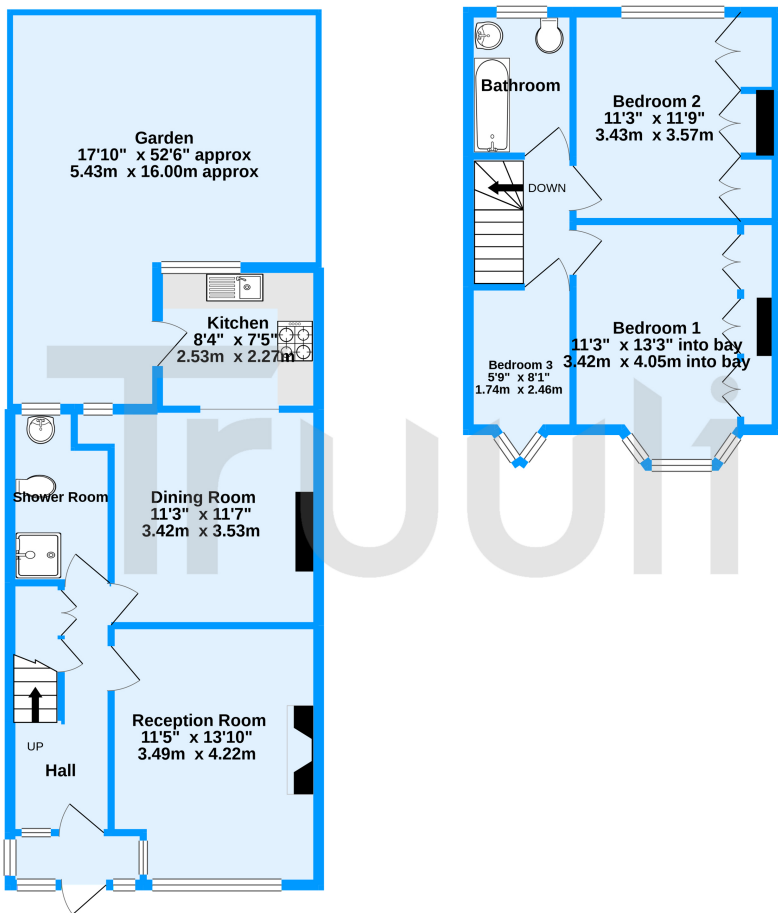 Garden
17'10" x 52'6" approx
5.43m x 16.00m approx
Kitchen
8'4" x 7'5"
2.53m x 2.27m
Shower Room
Dining Room
11'3" x 11'7"
3.42m x 3.53m
Reception Room
11'5" x 13'10"
3.49m x 4.22m
UP
Hall
Bathroom
Bedroom 2
11'3" x 11'9"
3.43m x 3.57m
DOWN
Bedroom 1
11'3" x 13'3" into bay
3.42m x 4.05m into bay
Bedroom 3
5'9" x 8'1"
1.74m x 2.46m
Truuli